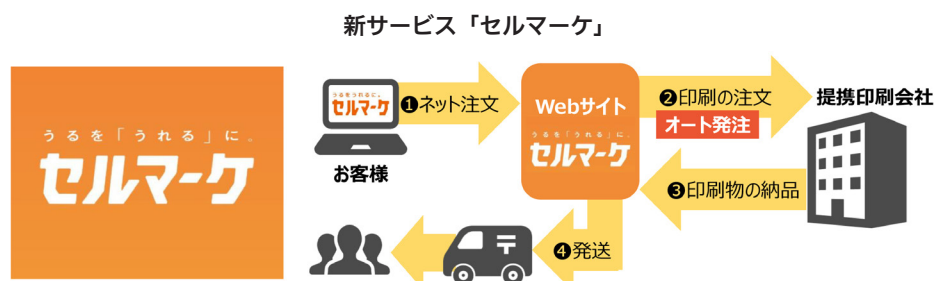 新サービス「セルマーケ」
うるを「うれる」に。
セルマーケ
うるをうれるに。
セルマーケ
お客様
❶ネット注文
Webサイト
うるを「うれる」に。
セルマーケ
❷印刷の注文
オート発注
提携印刷会社
❸印刷物の納品
❹発送
〒